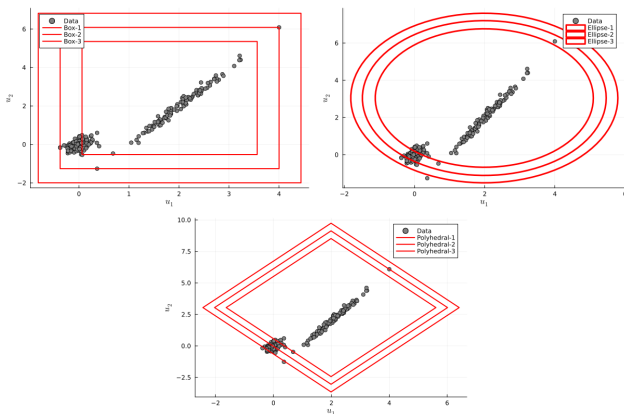 Data
Box-1
Box-2
Box-3
6
4
2
0
−2
u2
0
1
2
3
4
u1
Data
Ellipse-1
Ellipse-2
Ellipse-3
6
4
2
0
−2
u2
−2
0
2
4
6
u1
Data
Polyhedral-1
Polyhedral-2
Polyhedral-3
10.0
7.5
5.0
2.5
0.0
−2.5
u2
−2
0
2
4
6
u1